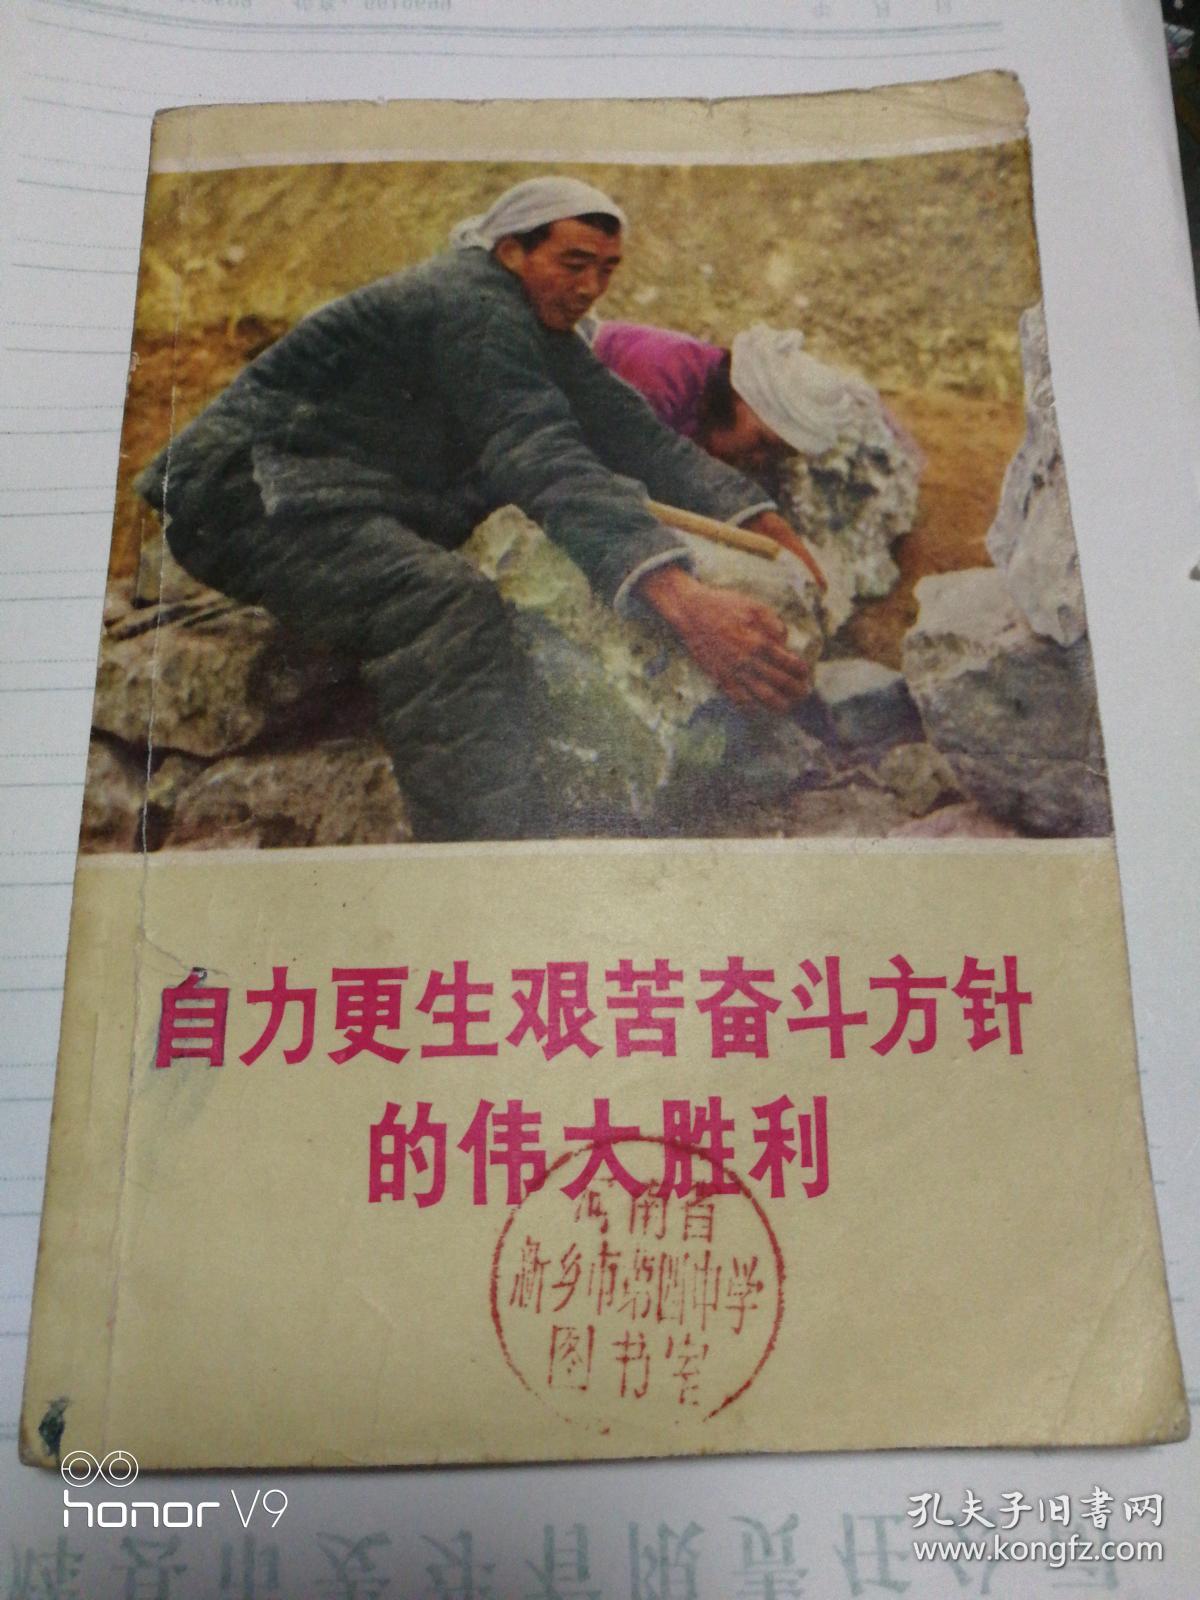 自力更生艰苦奋斗方针
的伟大胜利
河南省
新乡市第四中学
图书室
honor V9
孔夫子旧书网
www.kongfz.com